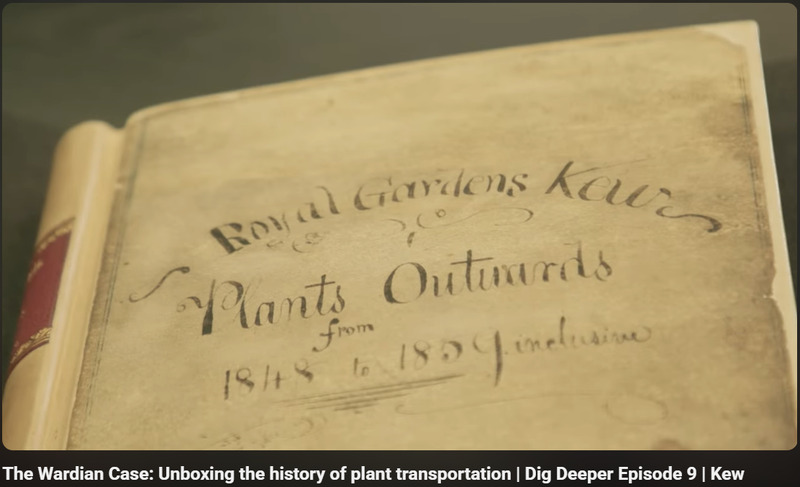 Royal Gardens Kew
Plants Outwards
from
1848 to 1859 inclusive
The Wardian Case: Unboxing the history of plant transportation | Dig Deeper Episode 9 | Kew